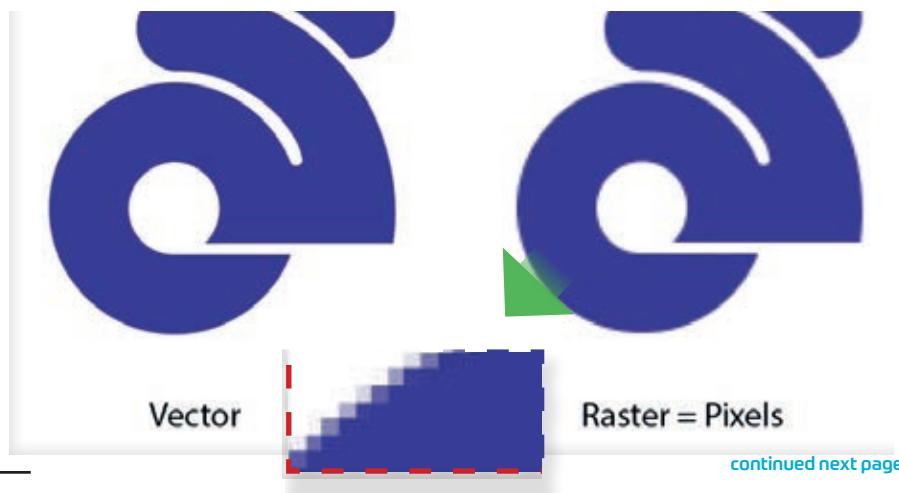 Vector
Raster = Pixels
continued next page